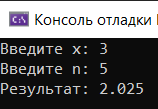 Консоль отладки
Введите x: 3
Введите n: 5
Результат: 2.025